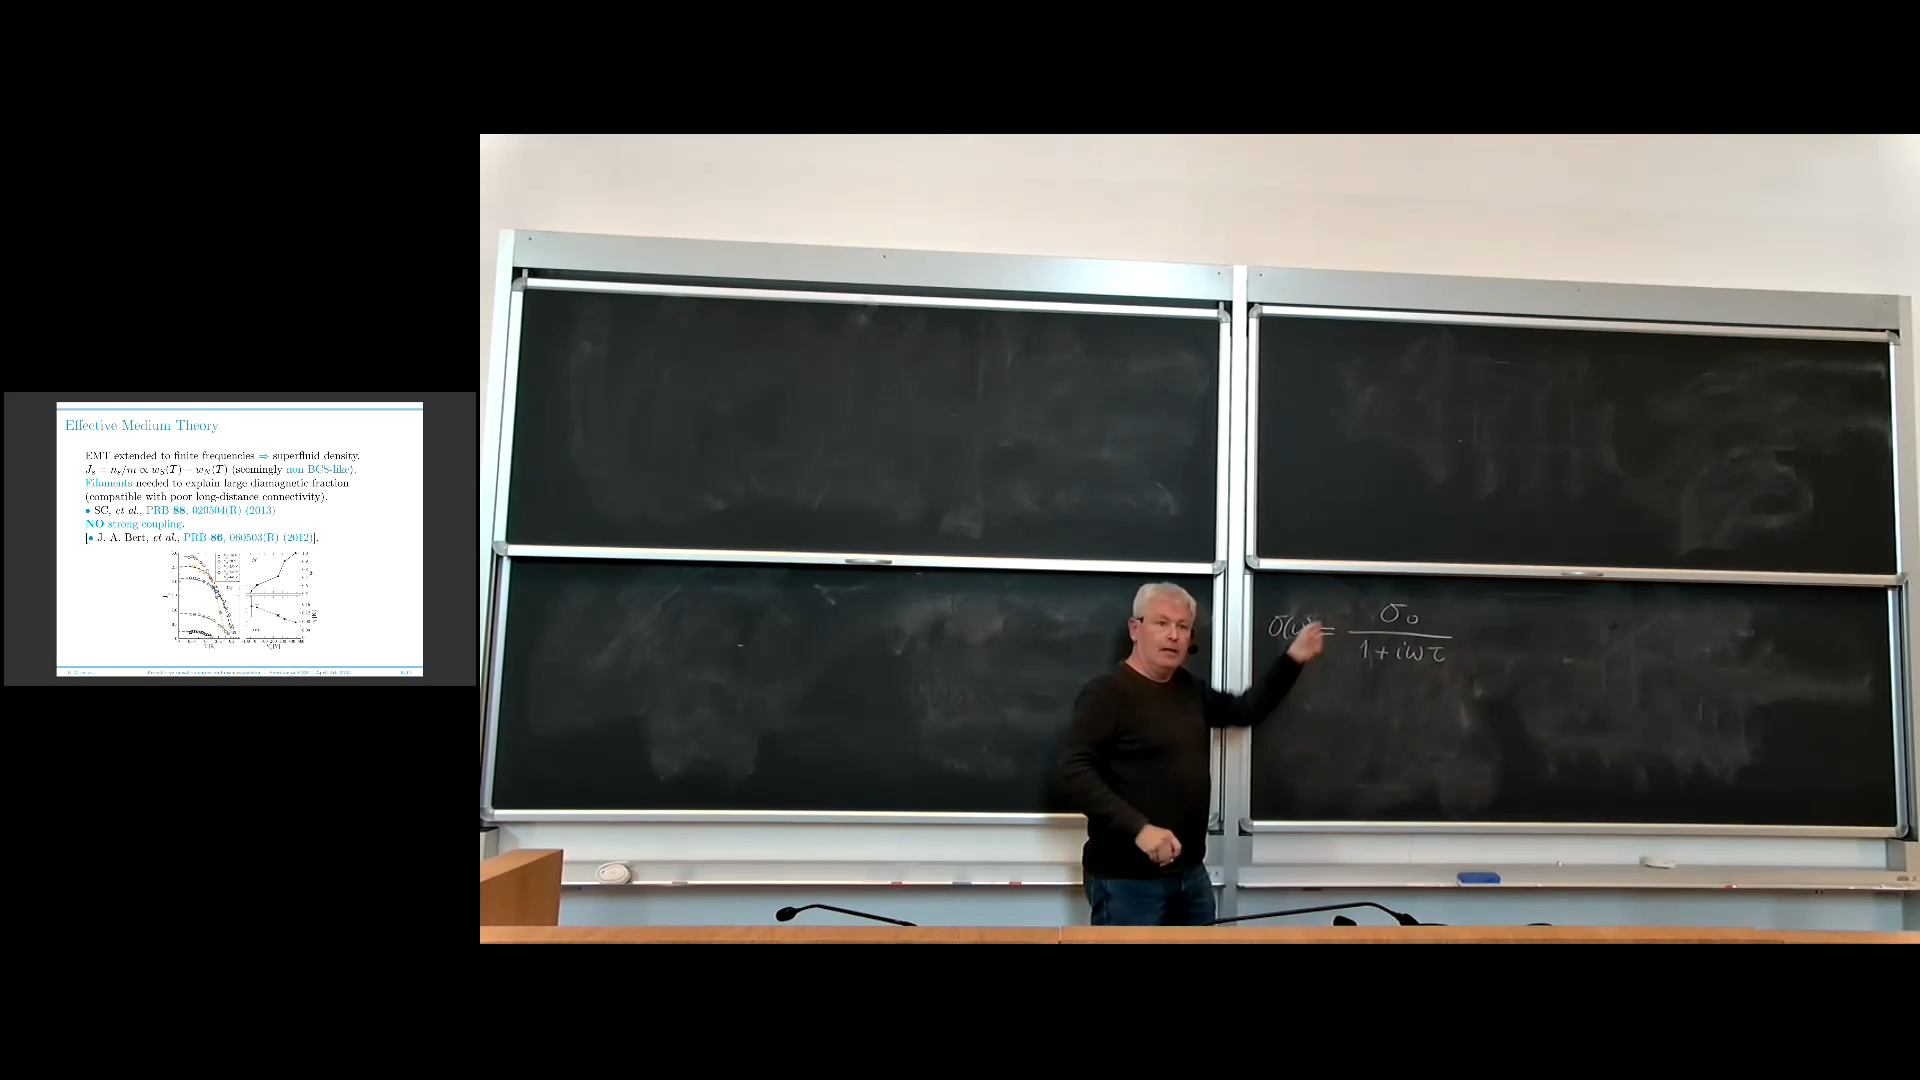 Effective Medium Theory
EMT extended to finite frequencies ⇒ superfluid density.
J_s = n_s/m ∝ w_S(T) − w_N(T) (seemingly non BCS-like).
Filaments needed to explain large diamagnetic fraction
(compatible with poor long-distance connectivity).
• SC, et al., PRB 88, 020504(R) (2013)
NO strong coupling.
[• J. A. Bert, et al., PRB 86, 060503(R) (2012)].
σ(ω) = σ₀ / (1 + iωτ)